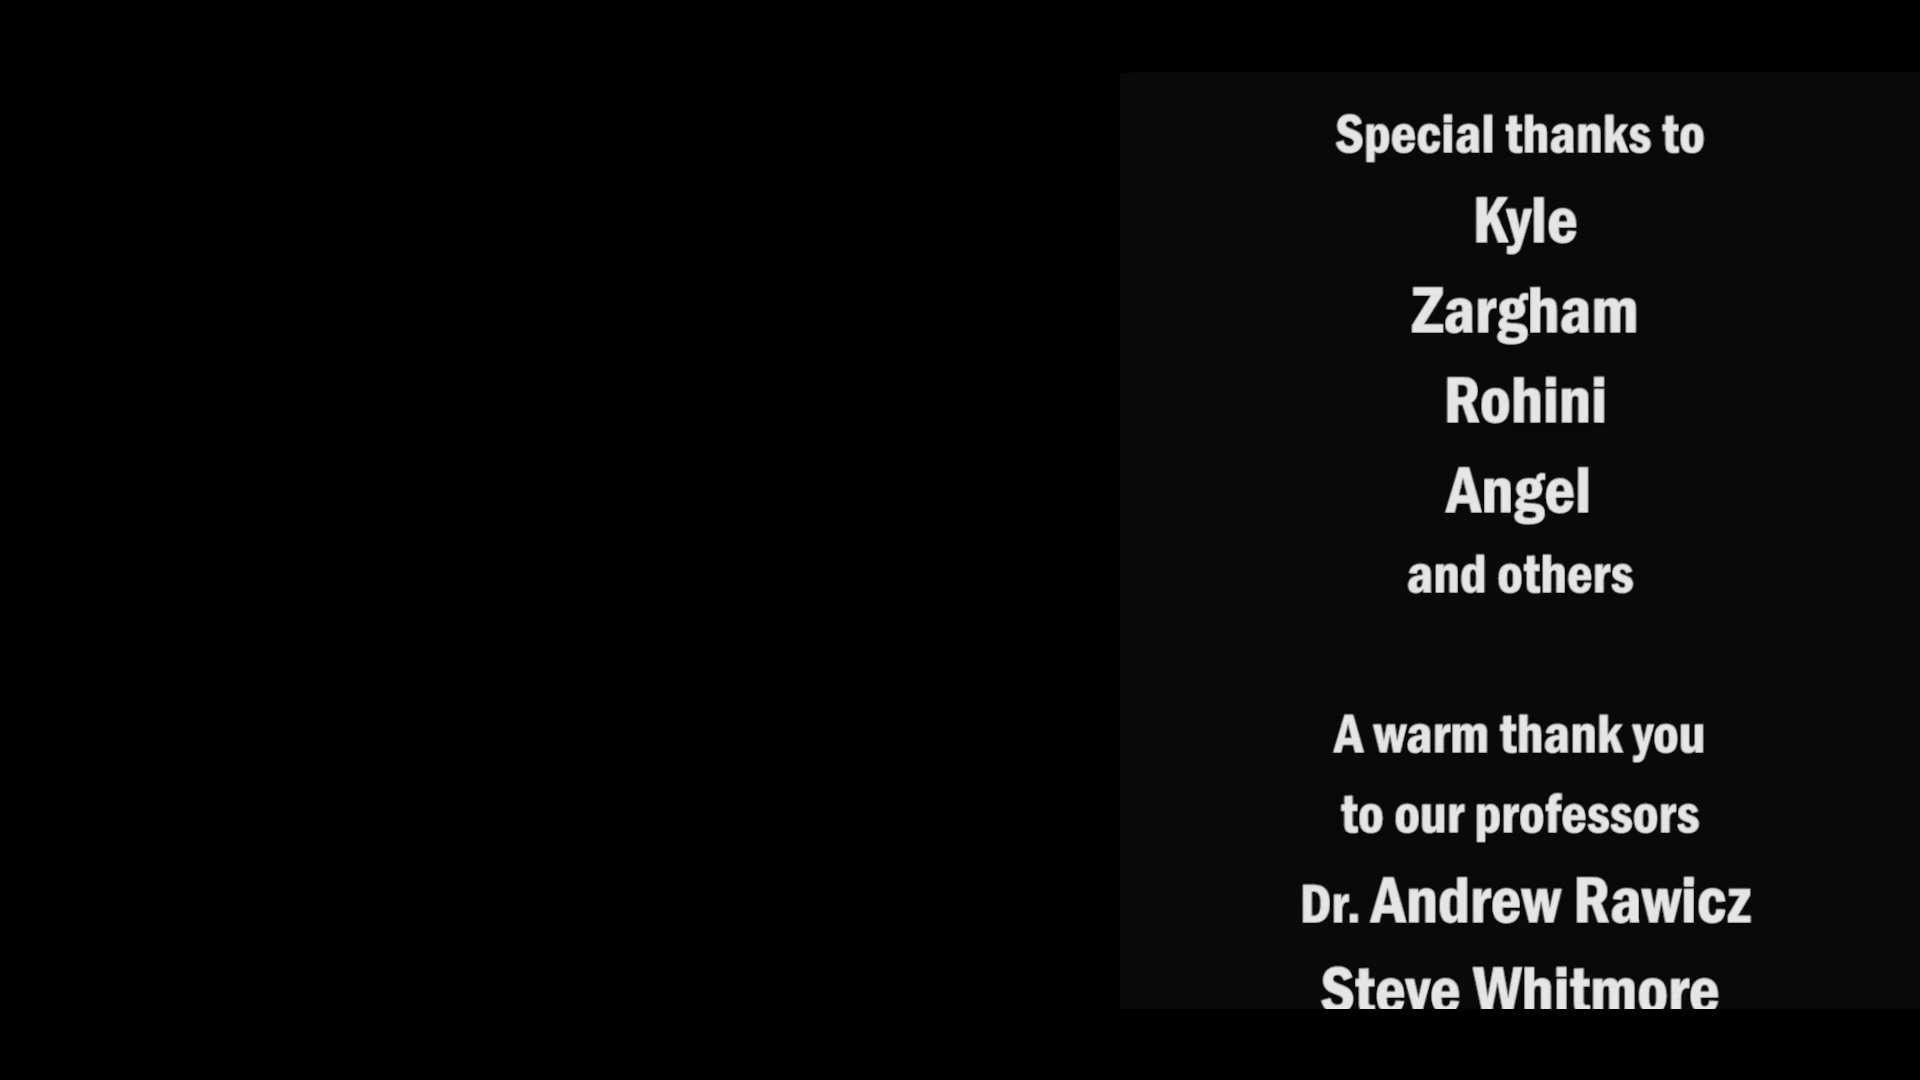 Special thanks to
Kyle
Zargham
Rohini
Angel
and others
A warm thank you
to our professors
Dr. Andrew Rawicz
Steve Whitmore